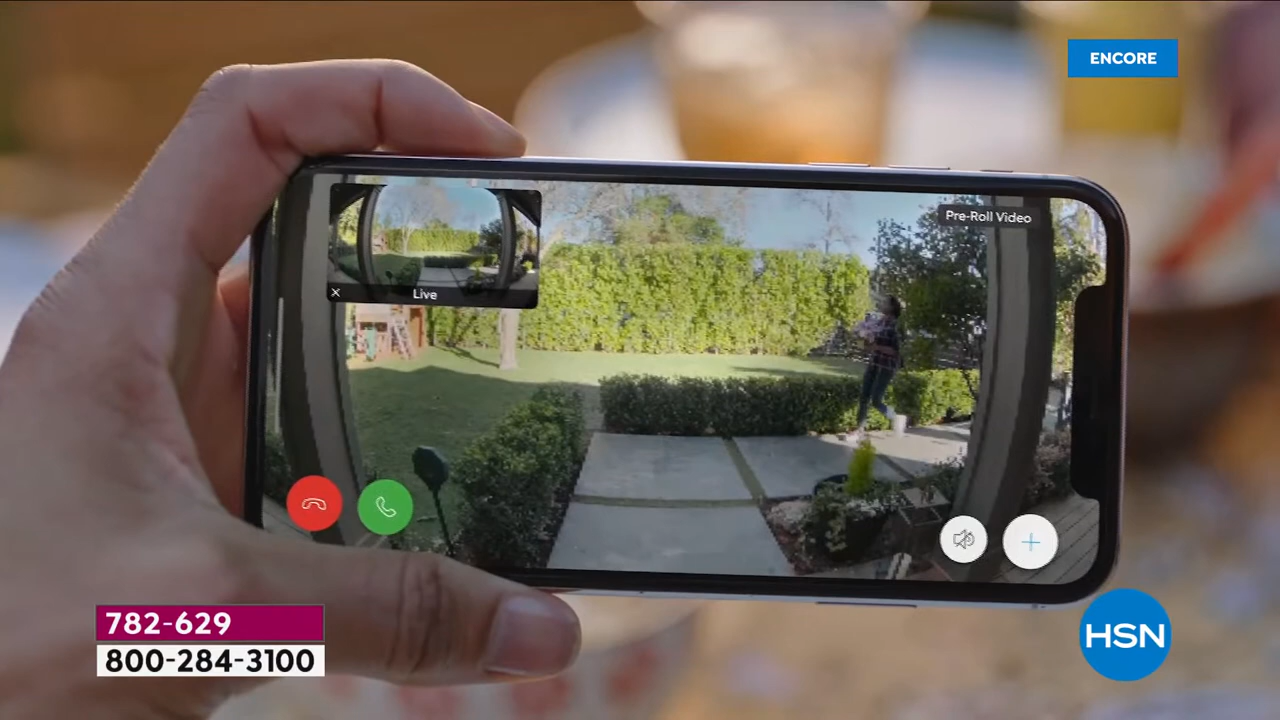 ENCORE
Pre-Roll Video
Live
782-629
800-284-3100
HSN